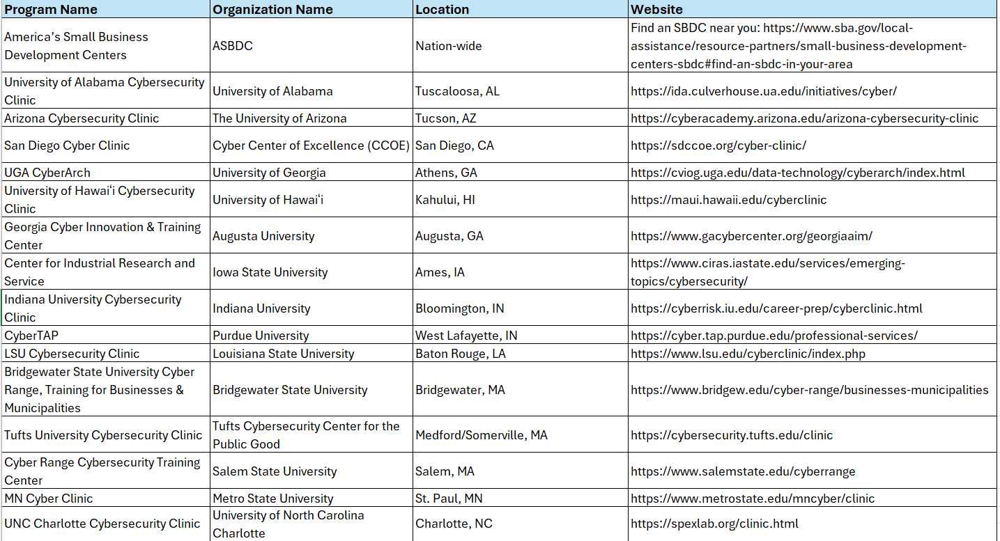 Program Name Organization Name Location Website
America’s Small Business
Development Centers
ASBDC
Nation-wide
Find an SBDC near you: https://www.sba.gov/local-
assistance/resource-partners/small-business-development-
centers-sbdc#find-an-sbdc-in-your-area
University of Alabama Cybersecurity
Clinic
University of Alabama
Tuscaloosa, AL
https://ida.culverhouse.ua.edu/initiatives/cyber/
Arizona Cybersecurity Clinic
The University of Arizona
Tucson, AZ
https://cyberacademy.arizona.edu/arizona-cybersecurity-clinic
San Diego Cyber Clinic
Cyber Center of Excellence (CCOE)
San Diego, CA
https://sdccoe.org/cyber-clinic/
UGA CyberArch
University of Georgia
Athens, GA
https://cviog.uga.edu/data-technology/cyberarch/index.html
University of Hawaiʻi Cybersecurity
Clinic
University of Hawaiʻi
Kahului, HI
https://maui.hawaii.edu/cyberclinic
Georgia Cyber Innovation & Training
Center
Augusta University
Augusta, GA
https://www.gacybercenter.org/georgiaaim/
Center for Industrial Research and
Service
Iowa State University
Ames, IA
https://www.ciras.iastate.edu/services/emerging-
topics/cybersecurity/
Indiana University Cybersecurity
Clinic
Indiana University
Bloomington, IN
https://cyberrisk.iu.edu/career-prep/cyberclinic.html
CyberTAP
Purdue University
West Lafayette, IN
https://cyber.tap.purdue.edu/professional-services/
LSU Cybersecurity Clinic
Louisiana State University
Baton Rouge, LA
https://www.lsu.edu/cyberclinic/index.php
Bridgewater State University Cyber
Range, Training for Businesses &
Municipalities
Bridgewater State University
Bridgewater, MA
https://www.bridgew.edu/cyber-range/businesses-municipalities
Tufts University Cybersecurity Clinic
Tufts Cybersecurity Center for the
Public Good
Medford/Somerville, MA
https://cybersecurity.tufts.edu/clinic
Cyber Range Cybersecurity Training
Center
Salem State University
Salem, MA
https://www.salemstate.edu/cyberrange
MN Cyber Clinic
Metro State University
St. Paul, MN
https://www.metrostate.edu/mncyber/clinic
UNC Charlotte Cybersecurity Clinic
University of North Carolina
Charlotte
Charlotte, NC
https://spexlab.org/clinic.html